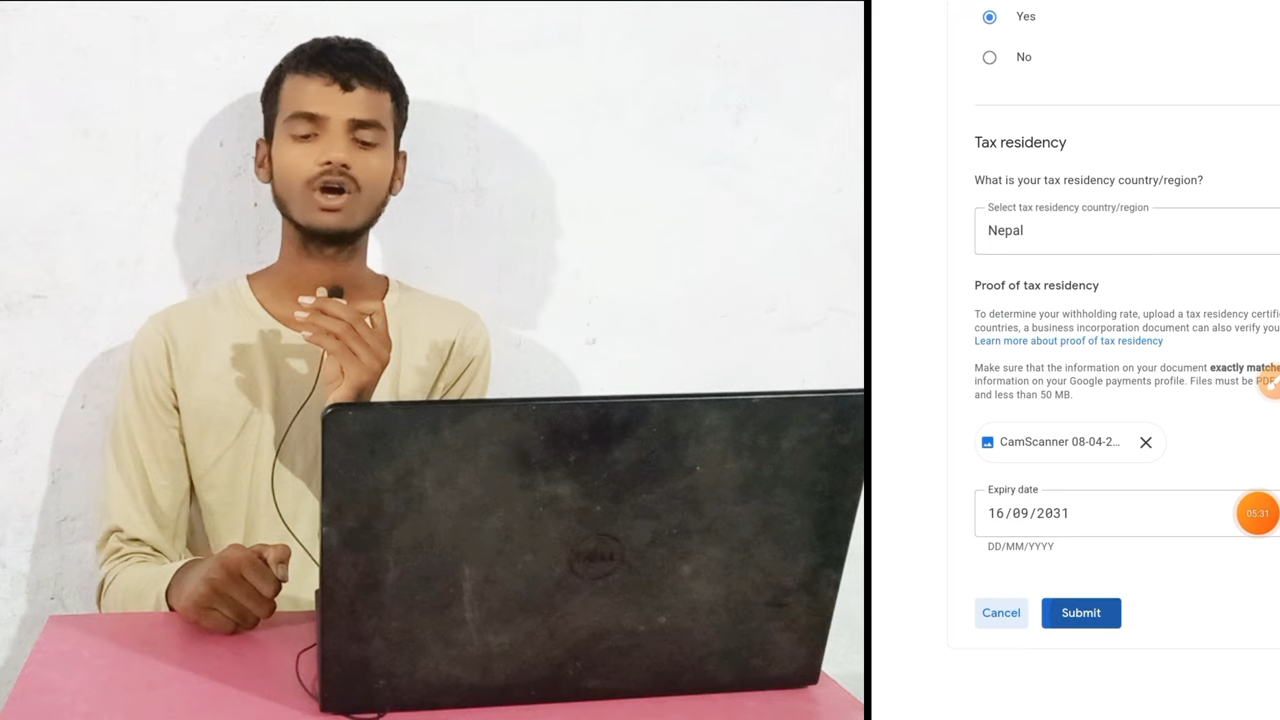 Yes
No
Tax residency
What is your tax residency country/region?
Select tax residency country/region
Nepal
Proof of tax residency
To determine your withholding rate, upload a tax residency certifi
countries, a business incorporation document can also verify you
Learn more about proof of tax residency
Make sure that the information on your document exactly matche
information on your Google payments profile. Files must be PDF,
and less than 50 MB.
CamScanner 08-04-2...
Expiry date
16/09/2031
05:31
DD/MM/YYYY
Cancel
Submit
DELL